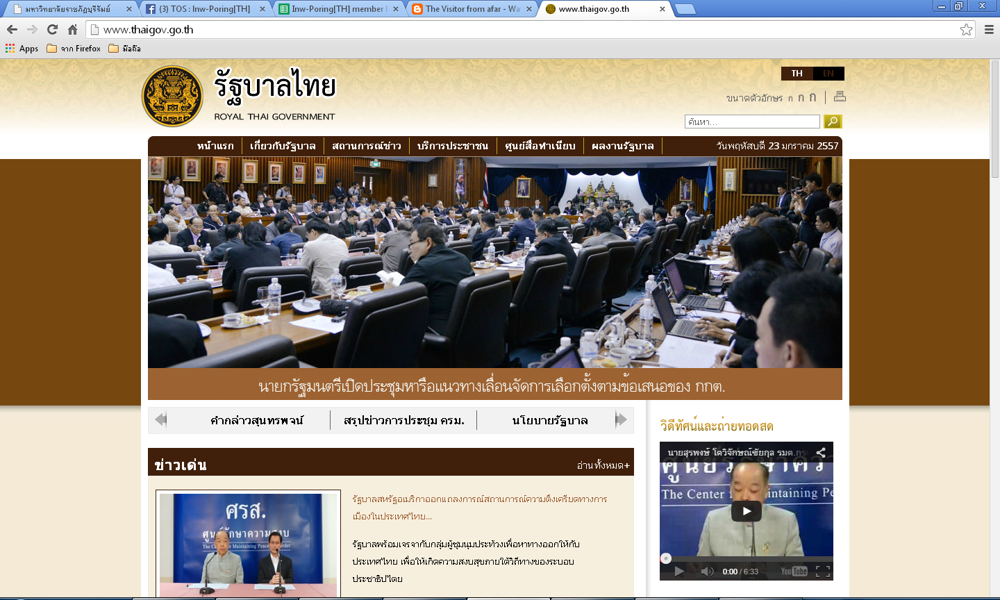 มหาวิทยาลัยราชภัฏบุรีรัมย์
(3) TOS : Inw-Poring[TH]
Inw-Poring[TH] member
The Visitor from afar - Wa
www.thaigov.go.th
www.thaigov.go.th
Apps
จาก Firefox
มือถือ
รัฐบาลไทย
ROYAL THAI GOVERNMENT
TH
EN
ขนาดตัวอักษร ก ก ก
ค้นหา...
หน้าแรก
เกี่ยวกับรัฐบาล
สถานการณ์ข่าว
บริการประชาชน
ศูนย์สื่อทำเนียบ
ผลงานรัฐบาล
วันพฤหัสบดี 23 มกราคม 2557
นายกรัฐมนตรีเปิดประชุมหารือแนวทางเลื่อนจัดการเลือกตั้งตามข้อเสนอของ กกต.
คำกล่าวสุนทรพจน์
สรุปข่าวการประชุม ครม.
นโยบายรัฐบาล
วิดีทัศน์และถ่ายทอดสด
นายสุรพงษ์ โตวิจักษณ์ชัยกุล รมต.กระ
ศูนย์รักษาควา
The Center Maintaining Pea
0:00 / 6:33
YouTube
ข่าวเด่น
อ่านทั้งหมด+
ศรส.
ศูนย์รักษาความสงบ
The Center Maintaining Peace Order
รัฐบาลสหรัฐอเมริกาออกแถลงการณ์สถานการณ์ความตึงเครียดทางการ
เมืองในประเทศไทย...
รัฐบาลพร้อมเจรจากับกลุ่มผู้ชุมนุมประท้วงเพื่อหาทางออกให้กับ
ประเทศไทย เพื่อให้เกิดความสงบสุขภายใต้วิถีทางของระบอบ
ประชาธิปไตย